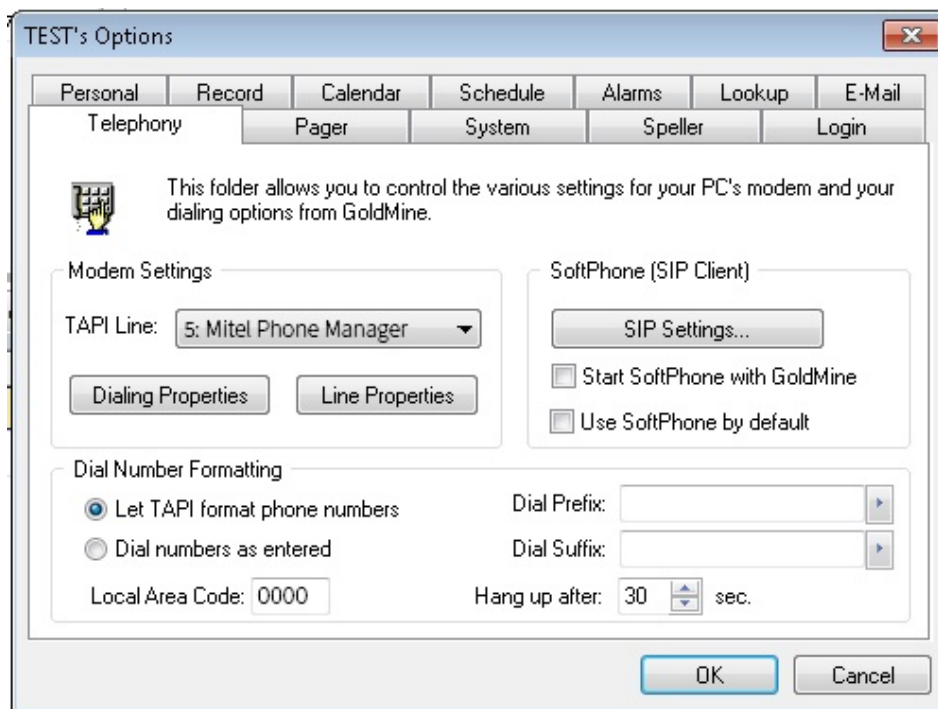 TEST's Options
Personal Record Calendar Schedule Alarms Lookup E-Mail
Telephony Pager System Speller Login
This folder allows you to control the various settings for your PC's modem and your
dialing options from GoldMine.
Modem Settings
TAPI Line: 5: Mitel Phone Manager
Dialing Properties Line Properties
SoftPhone (SIP Client)
SIP Settings...
Start SoftPhone with GoldMine
Use SoftPhone by default
Dial Number Formatting
Let TAPI format phone numbers
Dial numbers as entered
Local Area Code: 0000
Dial Prefix:
Dial Suffix:
Hang up after: 30 sec.
OK Cancel